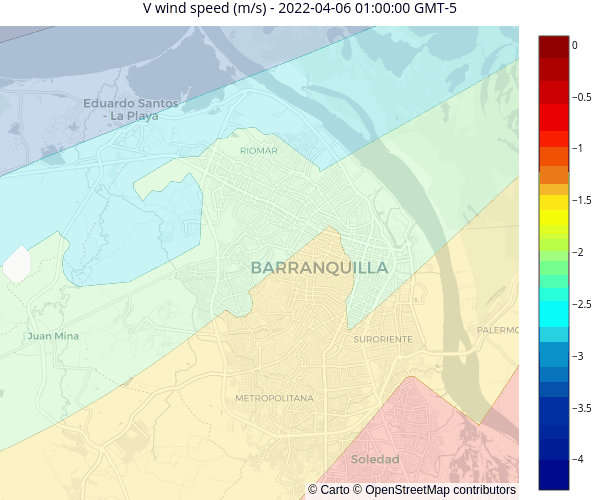 V wind speed (m/s) - 2022-04-06 01:00:00 GMT-5
Eduardo Santos
- La Playa
RIOMAR
BARRANQUILLA
Juan Mina
SURORIENTE
PALERMO
METROPOLITANA
Soledad
© Carto © OpenStreetMap contributors
0
−0.5
−1
−1.5
−2
−2.5
−3
−3.5
−4